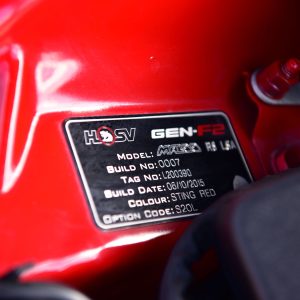 HSV GEN-F2
MODEL: MALOO R8 LSA
BUILD NO: 0007
TAG NO: L200390
BUILD DATE: 06/10/2015
COLOUR: STING RED
OPTION CODE: S20L